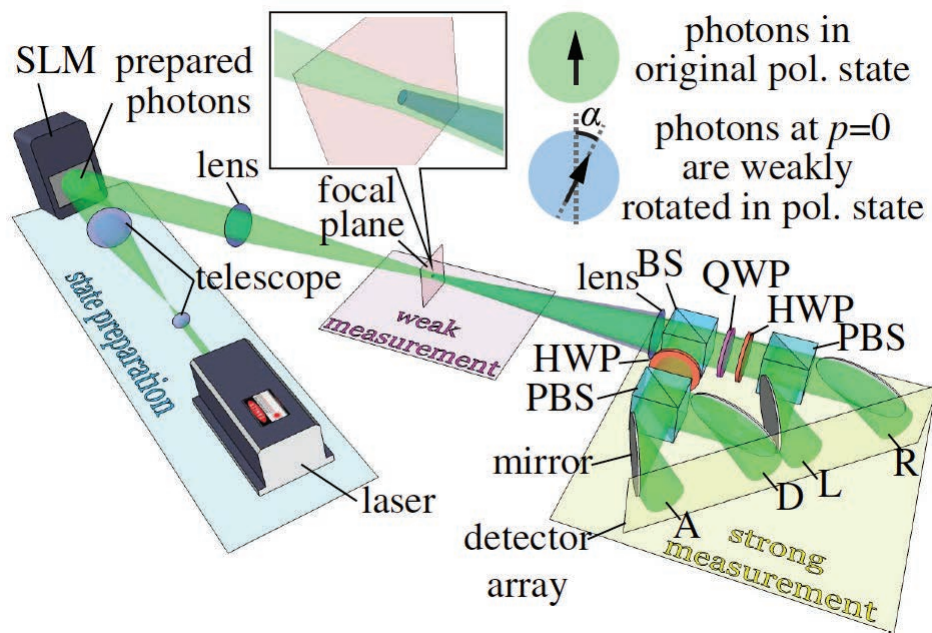 SLM
prepared
photons
lens
focal
plane
telescope
state preparation
weak
measurement
laser
α
photons in
original pol. state
photons at p=0
are weakly
rotated in pol. state
lens
BS
QWP
HWP
PBS
HWP
PBS
mirror
A
D
L
R
detector
array
strong
measurement